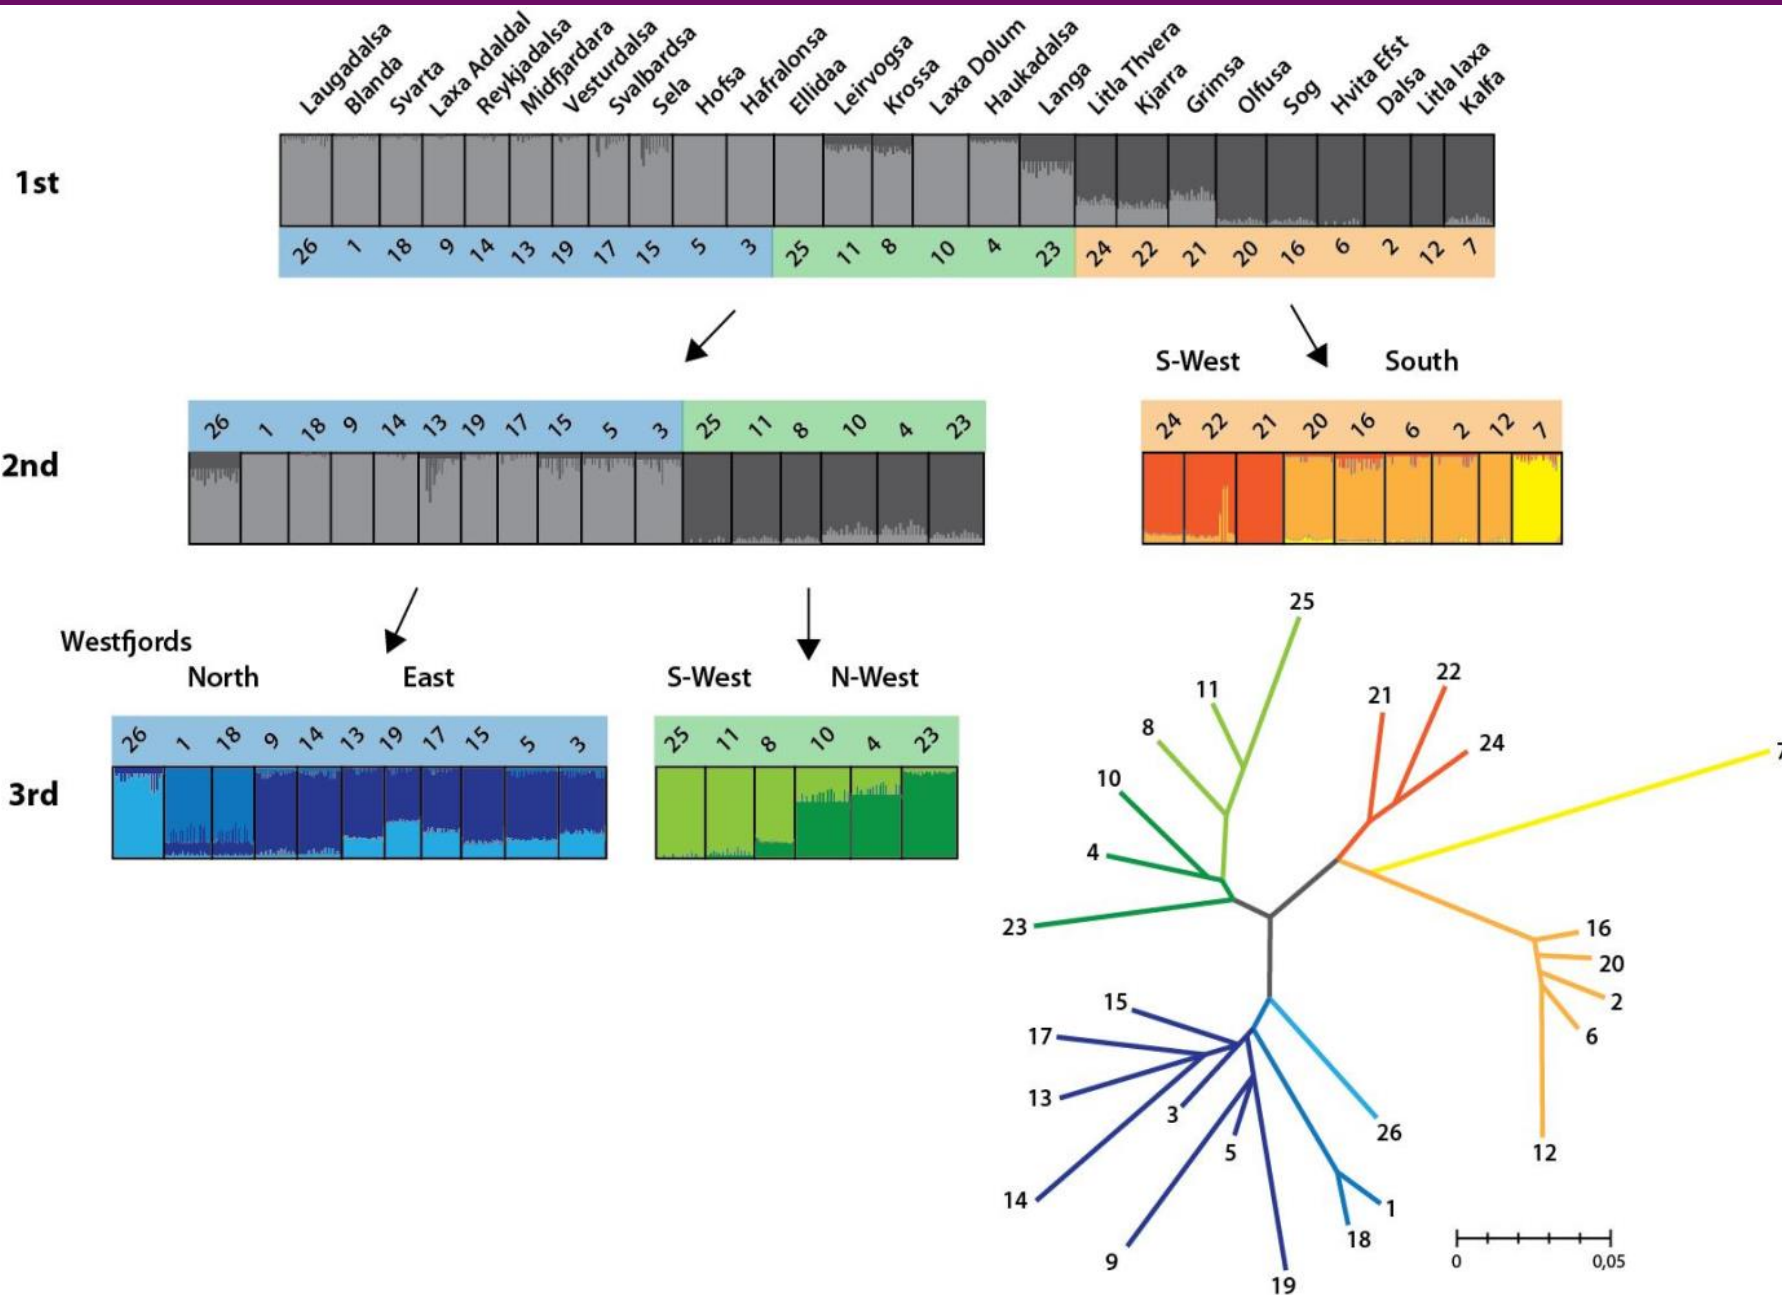 Laugadalsa Blanda Svarta Laxa Adaldal Reykjadalsa Midfjardara Vesturdalsa Svalbardsa Sela Hofsa Hafralonsa Ellidaa Leirvogsa Krossa Laxa Dolum Haukadalsa Langa Litla Thvera Kjarra Grimsa Olfusa Sog Hvita Efst Dalsa Litla laxa Kalfa
1st
26 1 18 9 14 13 19 17 15 5 3 25 11 8 10 4 23 24 22 21 20 16 6 2 12 7
S-West South
26 1 18 9 14 13 19 17 15 5 3 25 11 8 10 4 23 24 22 21 20 16 6 2 12 7
2nd
Westfjords
North East S-West N-West
26 1 18 9 14 13 19 17 15 5 3 25 11 8 10 4 23
3rd
25
22
11
21
8
24
7
10
4
23
16
20
15
2
17
6
13
3
26
5
12
14
1
18
9
19
0 0,05